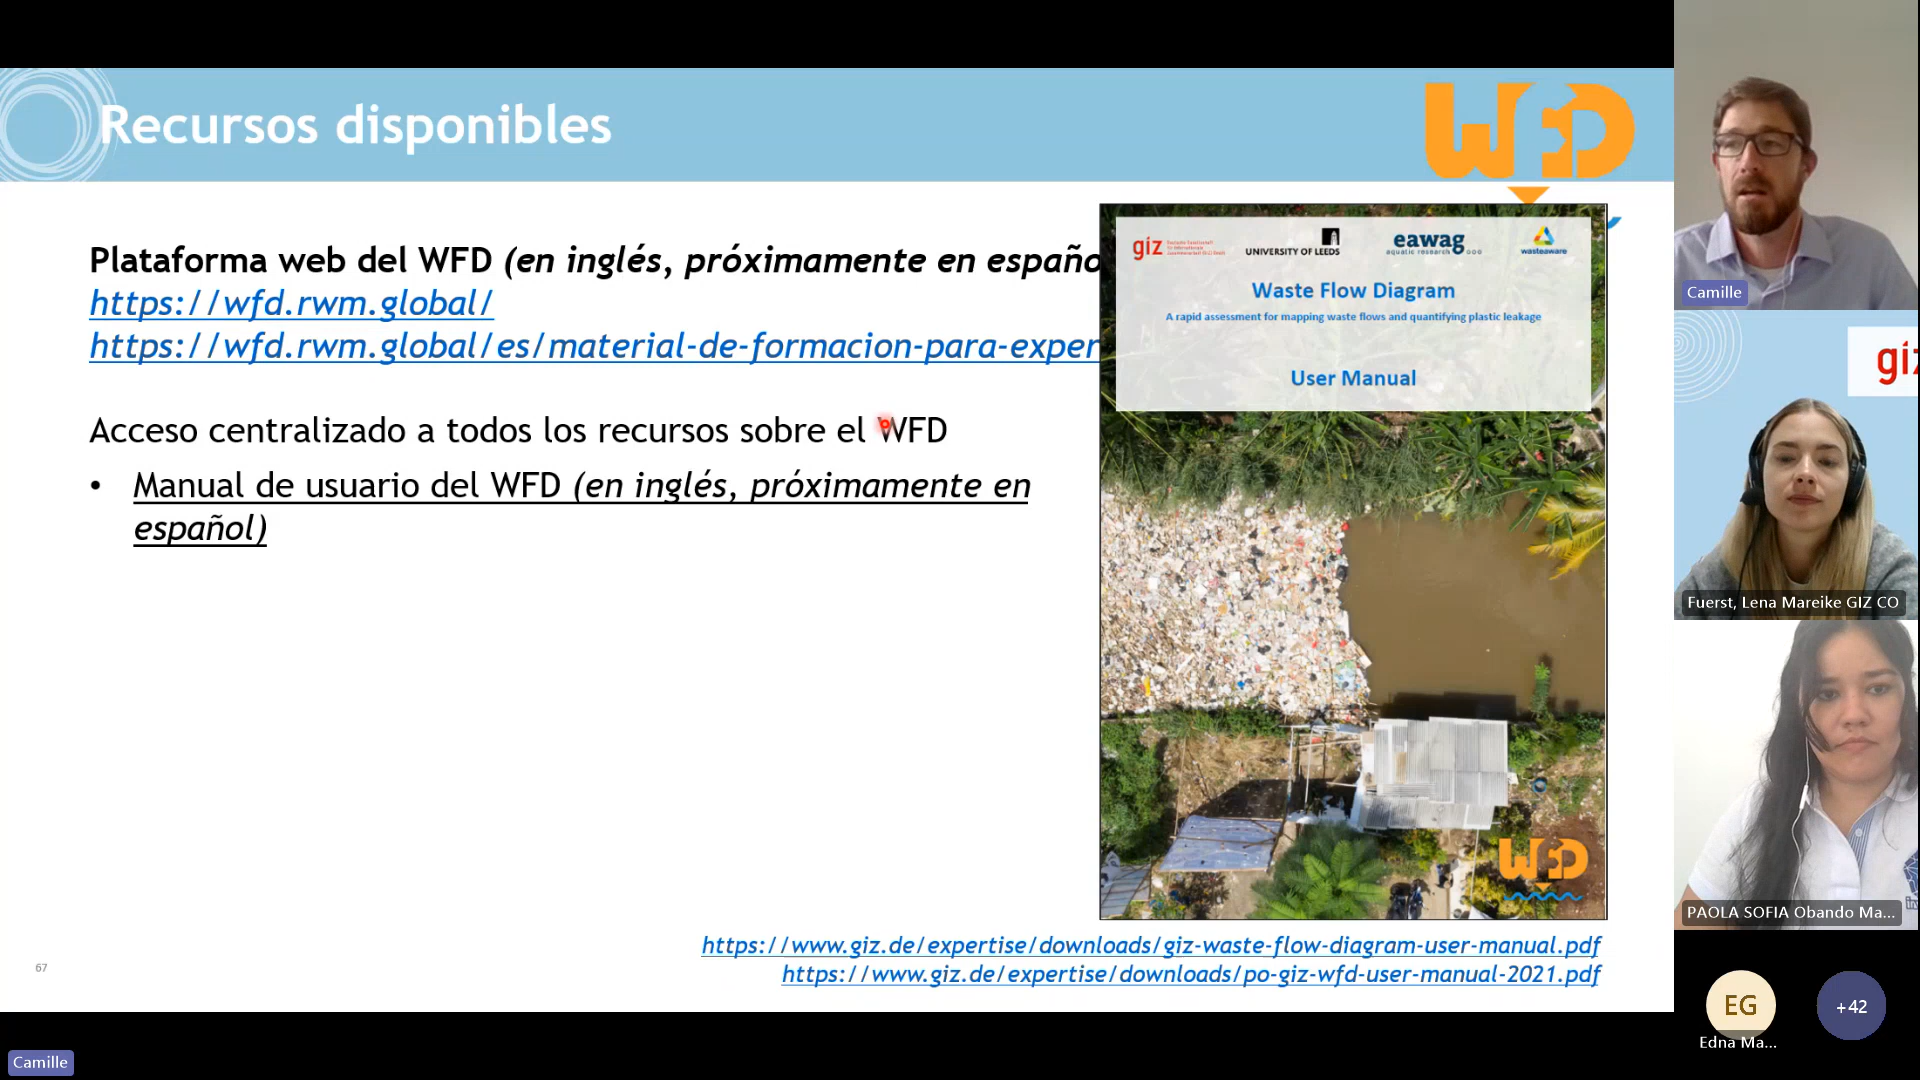 Recursos disponibles
WFD
Plataforma web del WFD (en inglés, próximamente en españo
https://wfd.rwm.global/
https://wfd.rwm.global/es/material-de-formacion-para-exper
Acceso centralizado a todos los recursos sobre el WFD
• Manual de usuario del WFD (en inglés, próximamente en
español)
giz
UNIVERSITY OF LEEDS
eawag
aquatic research
wasteaware
Waste Flow Diagram
A rapid assessment for mapping waste flows and quantifying plastic leakage
User Manual
WFD
https://www.giz.de/expertise/downloads/giz-waste-flow-diagram-user-manual.pdf
https://www.giz.de/expertise/downloads/po-giz-wfd-user-manual-2021.pdf
67
Camille
Camille
giz
Fuerst, Lena Mareike GIZ CO
PAOLA SOFIA Obando Ma...
EG
Edna Ma...
+42